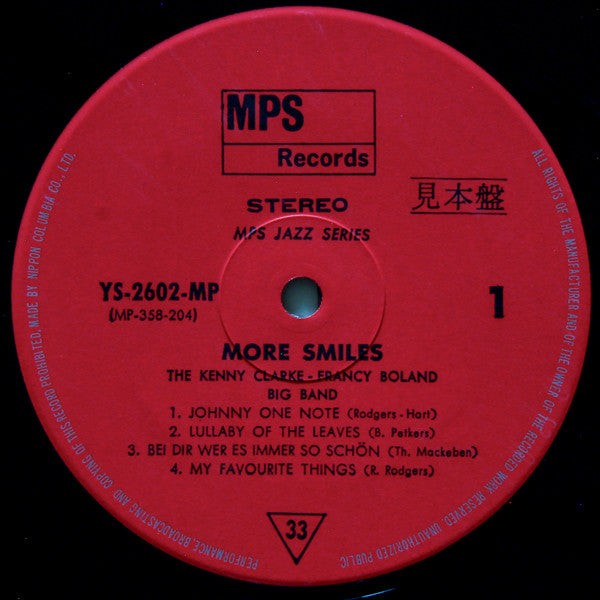 MPS
Records
STEREO
見本盤
MPS JAZZ SERIES
YS-2602-MP
(MP-358-204)
1
MORE SMILES
THE KENNY CLARKE - FRANCY BOLAND
BIG BAND
1. JOHNNY ONE NOTE (Rodgers - Hart)
2. LULLABY OF THE LEAVES (B. Petkers)
3. BEI DIR WER ES IMMER SO SCHÖN (Th. Mackeben)
4. MY FAVOURITE THINGS (R. Rodgers)
33
ALL RIGHTS OF THE MANUFACTURER AND OF THE OWNER OF THE RECORDED WORK RESERVED. UNAUTHORIZED PUBLIC PERFORMANCE, BROADCASTING AND COPYING OF THIS RECORD PROHIBITED. MADE BY NIPPON COLUMBIA CO., LTD.